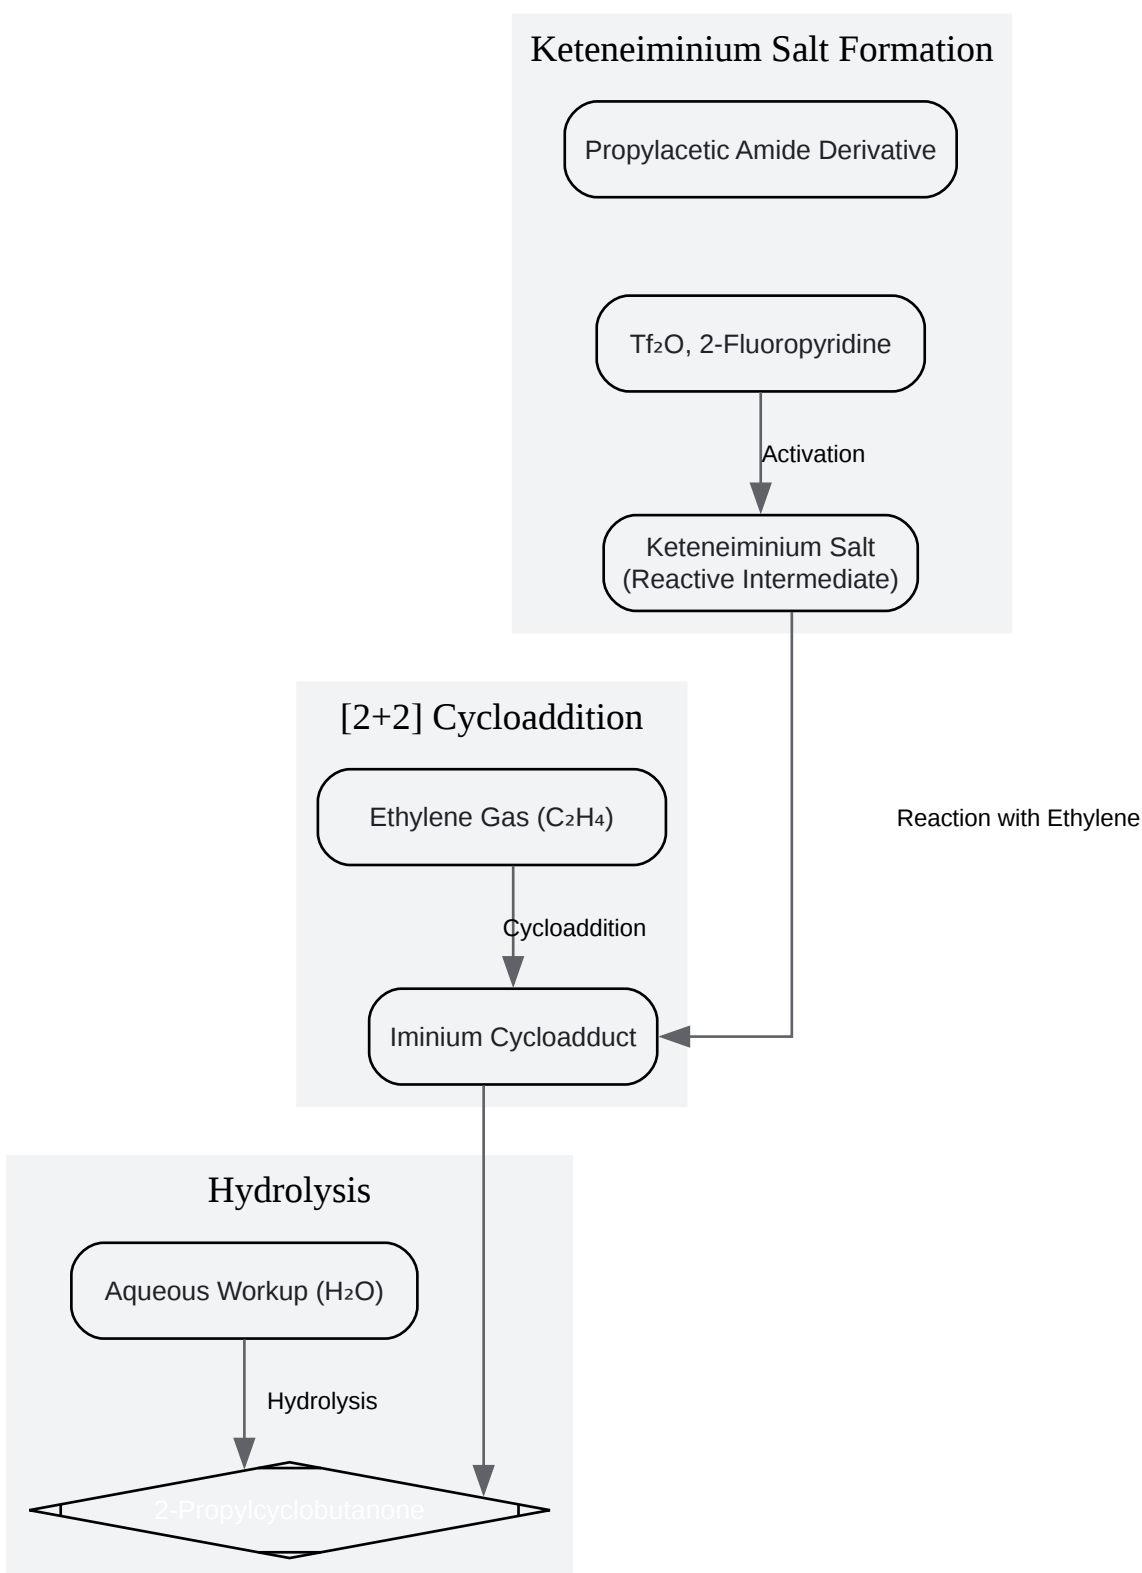 Keteneiminium Salt Formation
Propylacetic Amide Derivative
Tf₂O, 2-Fluoropyridine
Activation
Keteneiminium Salt
(Reactive Intermediate)
[2+2] Cycloaddition
Ethylene Gas (C₂H₄)
Reaction with Ethylene
Cycloaddition
Iminium Cycloadduct
Hydrolysis
Aqueous Workup (H₂O)
Hydrolysis
2-Propylcyclobutanone